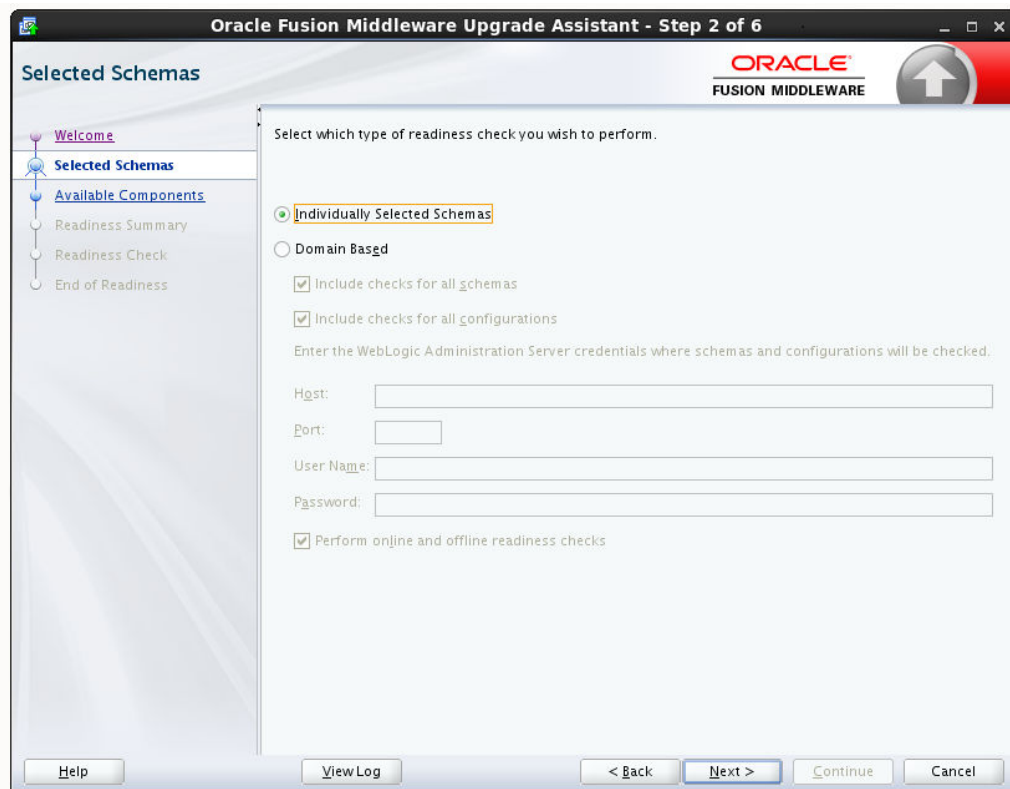 Oracle Fusion Middleware Upgrade Assistant - Step 2 of 6
Selected Schemas
ORACLE
FUSION MIDDLEWARE
Welcome
Selected Schemas
Available Components
Readiness Summary
Readiness Check
End of Readiness
Select which type of readiness check you wish to perform.
Individually Selected Schemas
Domain Based
Include checks for all schemas
Include checks for all configurations
Enter the WebLogic Administration Server credentials where schemas and configurations will be checked.
Host:
Port:
User Name:
Password:
Perform online and offline readiness checks
Help View Log < Back Next > Continue Cancel